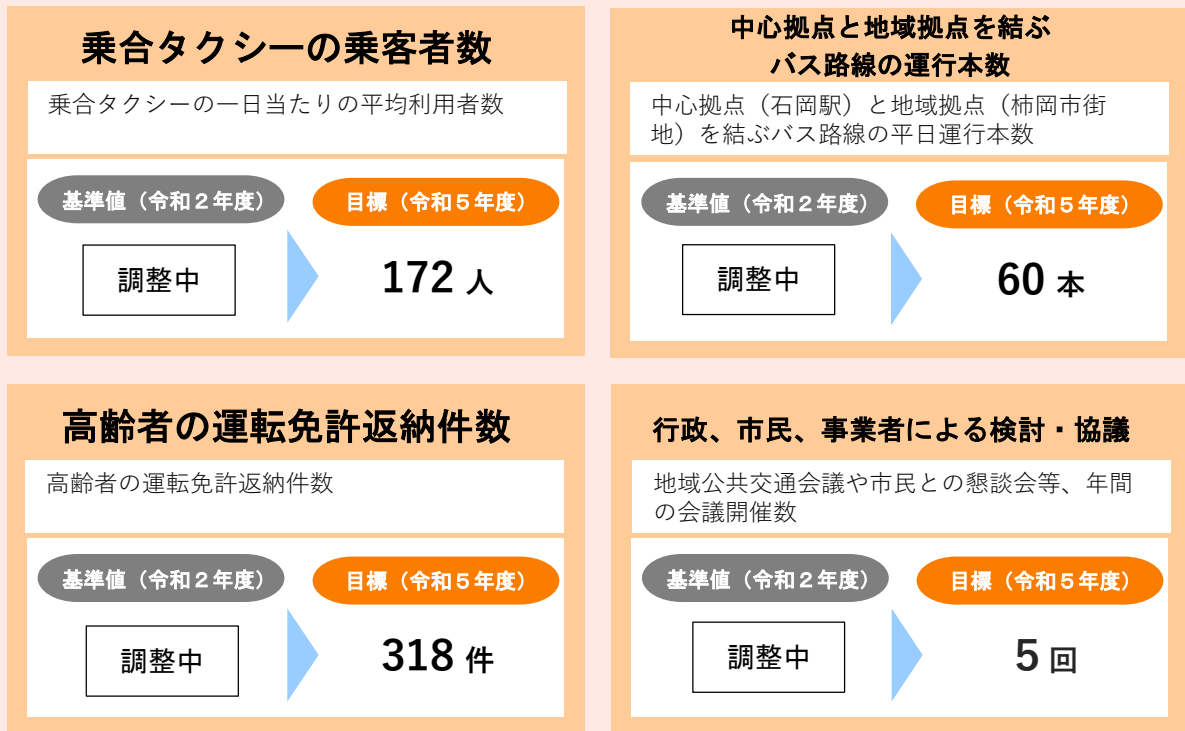 乗合タクシーの乗客者数
乗合タクシーの一日当たりの平均利用者数
基準値（令和２年度）
目標（令和５年度）
調整中
172 人
中心拠点と地域拠点を結ぶ
バス路線の運行本数
中心拠点（石岡駅）と地域拠点（柿岡市街
地）を結ぶバス路線の平日運行本数
基準値（令和２年度）
目標（令和５年度）
調整中
60 本
高齢者の運転免許返納件数
高齢者の運転免許返納件数
基準値（令和２年度）
目標（令和５年度）
調整中
318 件
行政、市民、事業者による検討・協議
地域公共交通会議や市民との懇談会等、年間
の会議開催数
基準値（令和２年度）
目標（令和５年度）
調整中
5 回